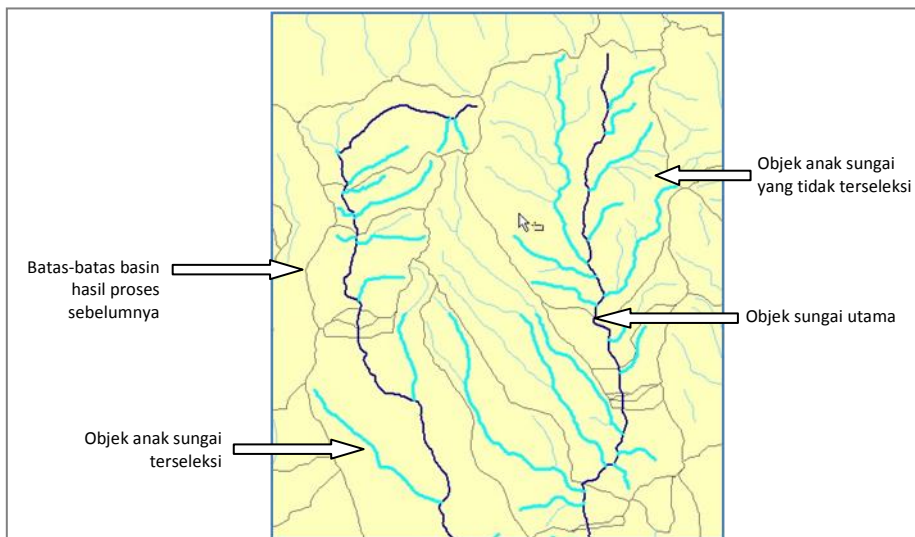 Objek anak sungai
yang tidak terseleksi
Batas-batas basin
hasil proses
sebelumnya
Objek sungai utama
Objek anak sungai
terseleksi